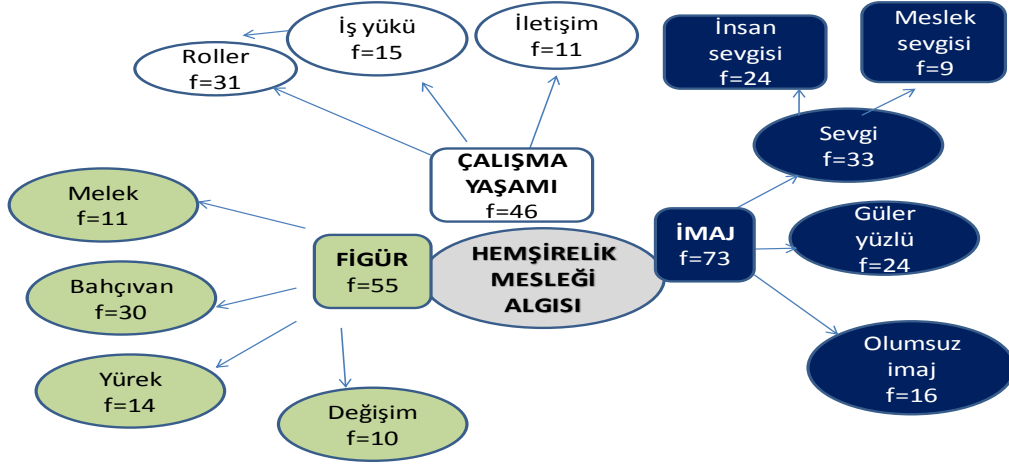 İş yükü
f=15
İletişim
f=11
Roller
f=31
İnsan
sevgisi
f=24
Meslek
sevgisi
f=9
Sevgi
f=33
ÇALIŞMA
YAŞAMI
f=46
Melek
f=11
Güler
yüzlü
f=24
İMAJ
f=73
FİGÜR
f=55
HEMŞİRELİK
MESLEĞİ
ALGISI
Bahçıvan
f=30
Yürek
f=14
Değişim
f=10
Olumsuz
imaj
f=16